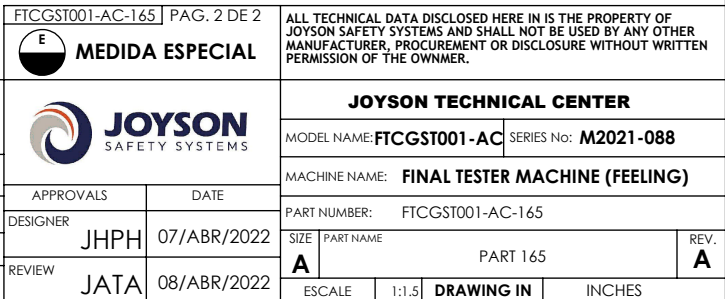 FTCGST001-AC-165 PAG. 2 DE 2
E
MEDIDA ESPECIAL
ALL TECHNICAL DATA DISCLOSED HERE IN IS THE PROPERTY OF
JOYSON SAFETY SYSTEMS AND SHALL NOT BE USED BY ANY OTHER
MANUFACTURER, PROCUREMENT OR DISCLOSURE WITHOUT WRITTEN
PERMISSION OF THE OWNMER.
JOYSON
SAFETY SYSTEMS
JOYSON TECHNICAL CENTER
MODEL NAME: FTCGST001-AC SERIES No: M2021-088
MACHINE NAME: FINAL TESTER MACHINE (FEELING)
APPROVALS DATE
DESIGNER JHPH 07/ABR/2022
REVIEW JATA 08/ABR/2022
PART NUMBER: FTCGST001-AC-165
SIZE PART NAME REV.
A PART 165 A
ESCALE 1:1.5 DRAWING IN INCHES